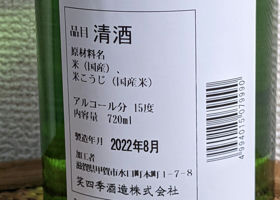 品目 清酒
原材料名
米（国産）、
米こうじ（国産米）
アルコール分 15度
内容量 720ml
製造年月 2022年8月
加工者
滋賀県甲賀市水口町本町1-7-8
笑四季酒造株式会社
4994015079990